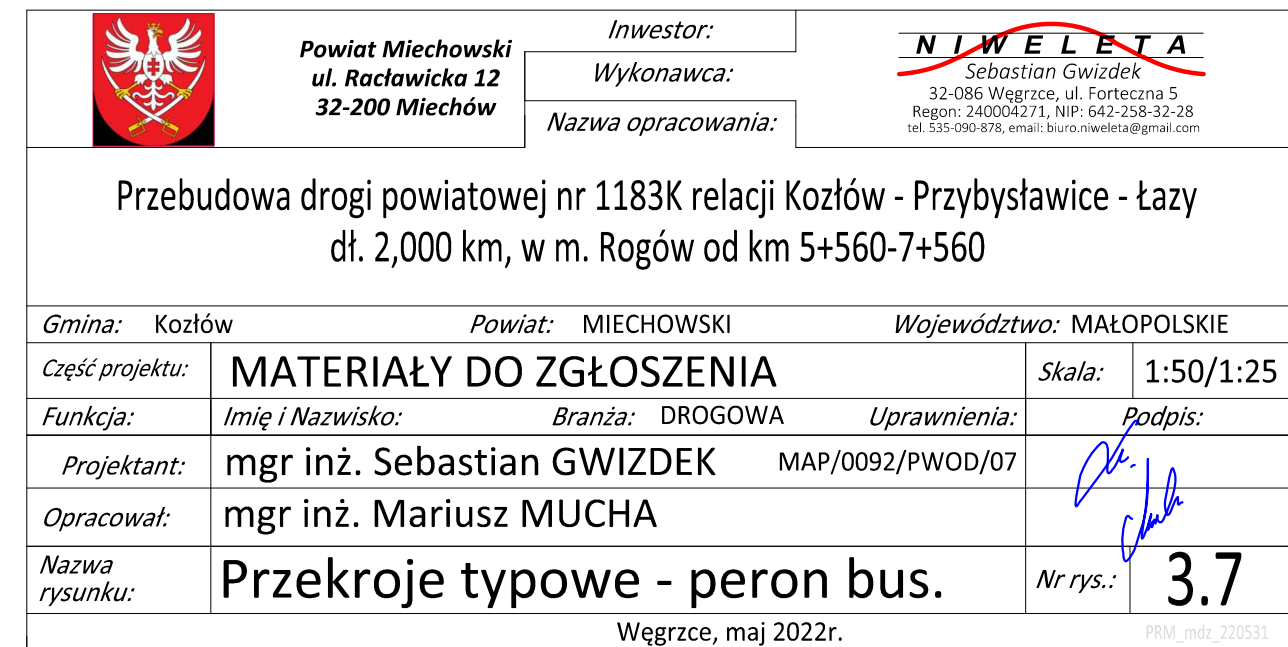 Powiat Miechowski
ul. Racławicka 12
32-200 Miechów
Inwestor:
Wykonawca:
Nazwa opracowania:
NIWELETA
Sebastian Gwizdek
32-086 Węgrzce, ul. Forteczna 5
Regon: 240004271, NIP: 642-258-32-28
tel. 535-090-878, email: biuro.niweleta@gmail.com
Przebudowa drogi powiatowej nr 1183K relacji Kozłów - Przybysławice - Łazy
dł. 2,000 km, w m. Rogów od km 5+560-7+560
Gmina: Kozłów Powiat: MIECHOWSKI Województwo: MAŁOPOLSKIE
Część projektu: MATERIAŁY DO ZGŁOSZENIA Skala: 1:50/1:25
Funkcja: Imię i Nazwisko: Branża: DROGOWA Uprawnienia: Podpis:
Projektant: mgr inż. Sebastian GWIZDEK MAP/0092/PWOD/07
Opracował: mgr inż. Mariusz MUCHA
Nazwa
rysunku: Przekroje typowe - peron bus. Nr rys.: 3.7
Węgrzce, maj 2022r.
PRM_mdz_220531